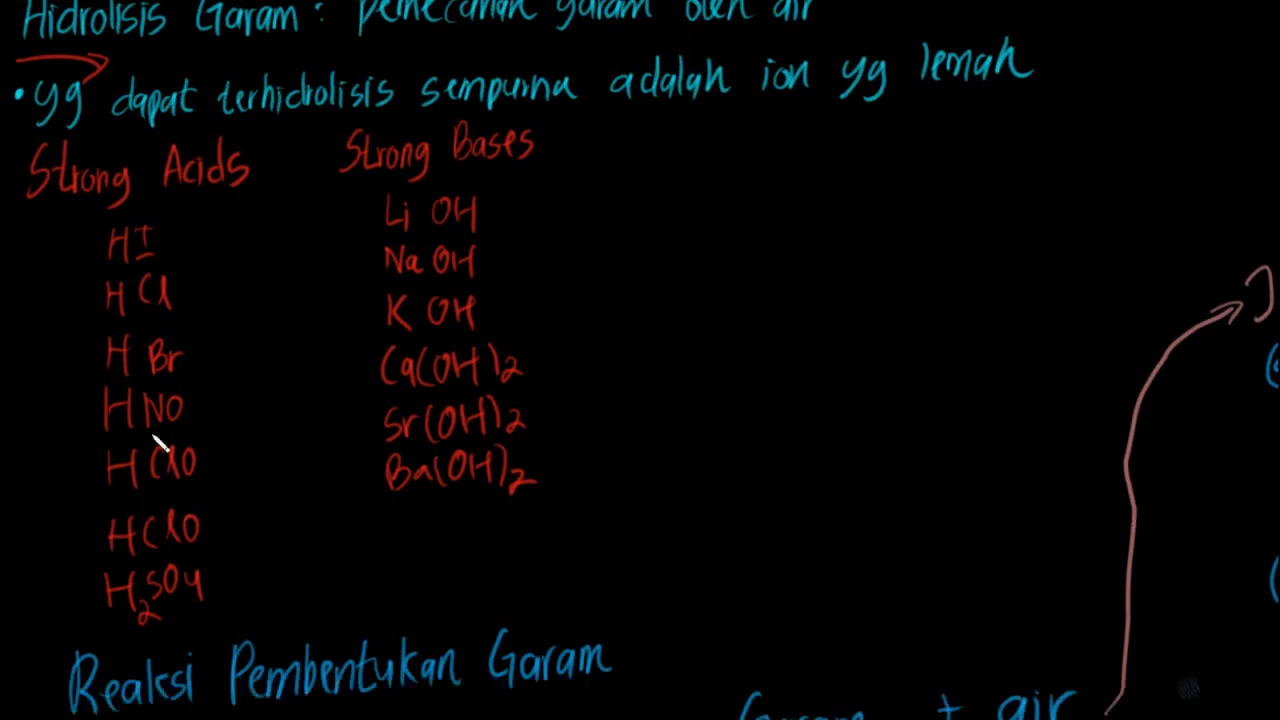 Hidrolisis Garam : pemecahan garam oleh air
• yg dapat terhidrolisis sempurna adalah ion yg lemah
Strong Acids
HI
HCl
HBr
HNO
HClO
HClO
H2SO4
Strong Bases
LiOH
NaOH
KOH
Ca(OH)2
Sr(OH)2
Ba(OH)2
Reaksi Pembentukan Garam
Garam + air